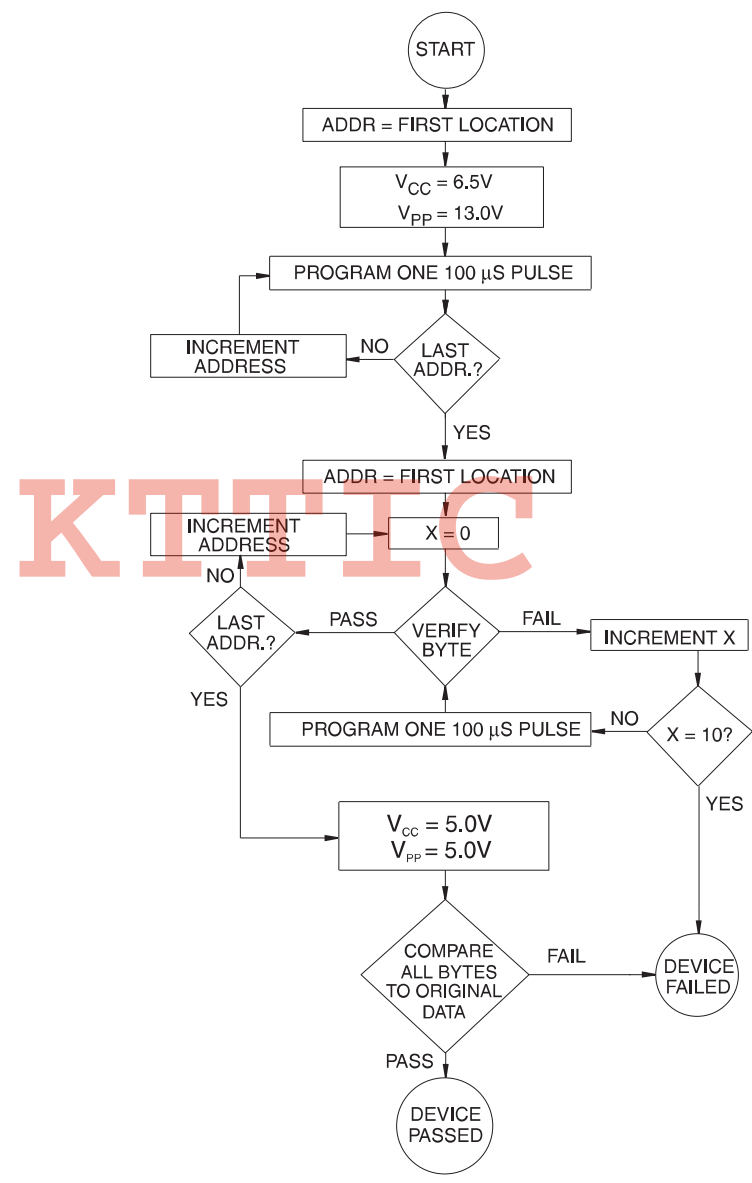 START
ADDR = FIRST LOCATION
VCC = 6.5V
VPP = 13.0V
PROGRAM ONE 100 µS PULSE
INCREMENT
ADDRESS
NO
LAST
ADDR.?
YES
ADDR = FIRST LOCATION
KTTIC
INCREMENT
ADDRESS
X = 0
NO
LAST
ADDR.?
PASS
VERIFY
BYTE
FAIL
INCREMENT X
YES
PROGRAM ONE 100 µS PULSE
NO
X = 10?
YES
VCC = 5.0V
VPP = 5.0V
COMPARE
ALL BYTES
TO ORIGINAL
DATA
FAIL
DEVICE
FAILED
PASS
DEVICE
PASSED